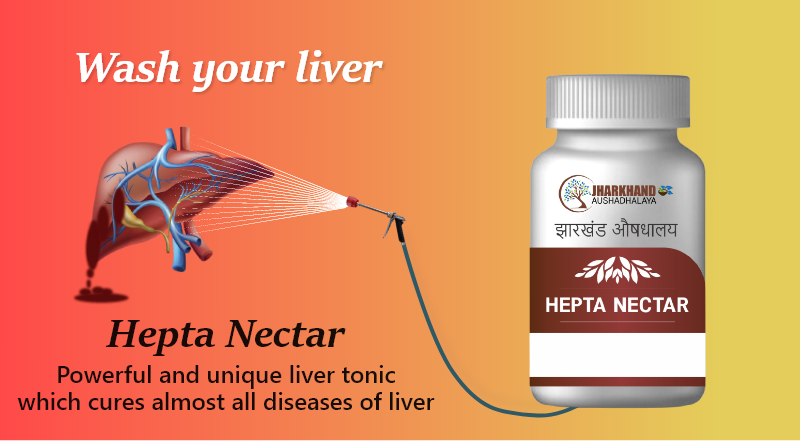 Wash your liver
Hepta Nectar
Powerful and unique liver tonic
which cures almost all diseases of liver
JHARKHAND
AUSHADHALAYA
झारखंड औषधालय
HEPTA NECTAR